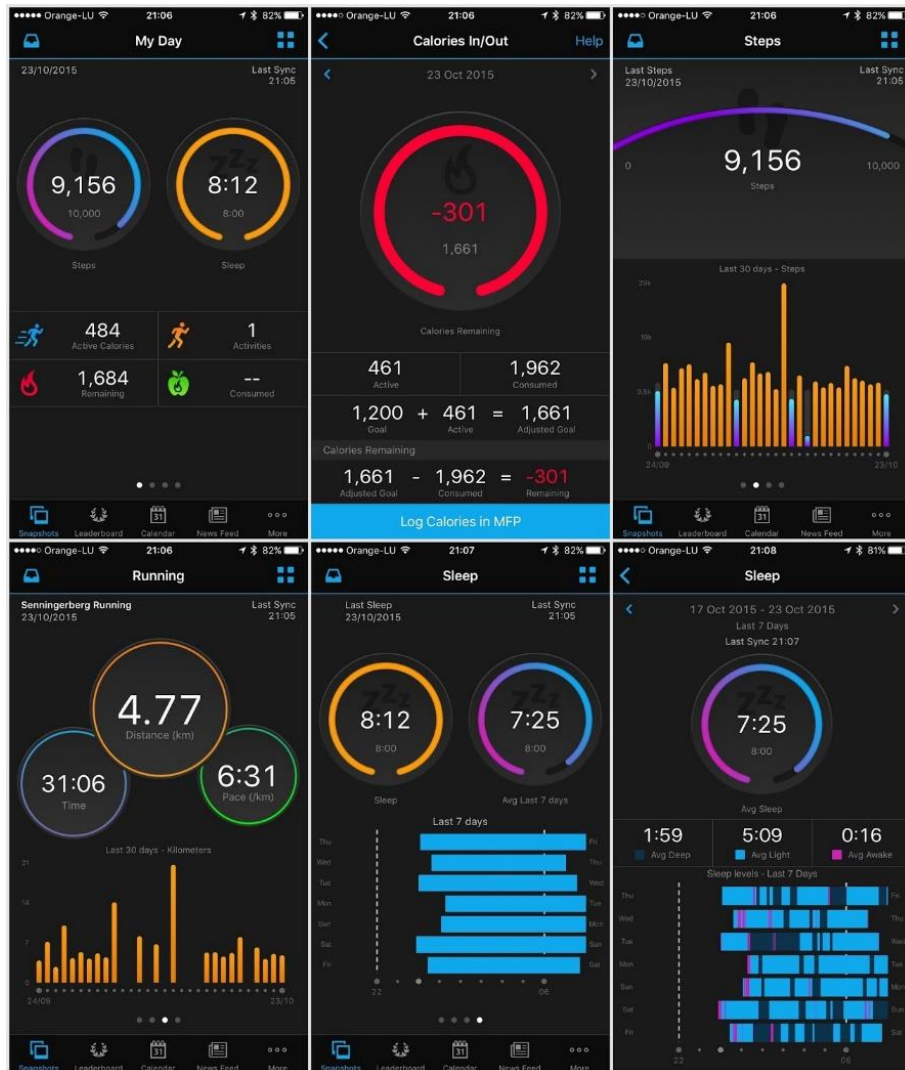 Orange-LU 21:06 82%
My Day
23/10/2015 Last Sync
21:05
9,156 8:12
10,000 8:00
Steps Sleep
484 1
Active Calories Activities
1,684 --
Remaining Consumed
Snapshots Leaderboard Calendar News Feed More
Orange-LU 21:06 82%
Calories In/Out Help
23 Oct 2015
-301
1,661
Calories Remaining
461 1,962
Active Consumed
1,200 + 461 = 1,661
Goal Active Adjusted Goal
Calories Remaining
1,661 - 1,962 = -301
Adjusted Goal Consumed Remaining
Log Calories in MFP
Orange-LU 21:06 82%
Steps
Last Steps Last Sync
23/10/2015 21:05
0 9,156 10,000
Steps
Last 30 days - Steps
10k
0
24/09 23/10
Snapshots Leaderboard Calendar News Feed More
Orange-LU 21:06 82%
Running
Senningerberg Running Last Sync
23/10/2015 21:05
4.77
Distance (km)
31:06 6:31
Time Pace (/km)
Last 30 days - Kilometers
21
14
7
0
24/09 23/10
Snapshots Leaderboard Calendar News Feed More
Orange-LU 21:07 82%
Sleep
Last Sleep Last Sync
23/10/2015 21:05
zZz zZz
8:12 7:25
8:00 8:00
Sleep Avg Last 7 days
Last 7 days
Thu Fri
Wed Thu
Tue Wed
Mon Tue
Sun Mon
Sat Sun
Fri Sat
22 06
Snapshots Leaderboard Calendar News Feed More
Orange-LU 21:08 81%
Sleep
17 Oct 2015 - 23 Oct 2015
Last 7 Days
Last Sync 21:07
zZz
7:25
8:00
Avg Sleep
1:59 5:09 0:16
Avg Deep Avg Light Avg Awake
Sleep levels - Last 7 Days
Thu Fri
Wed Thu
Tue Wed
Mon Tue
Sun Mon
Sat Sun
Fri Sat
22 06